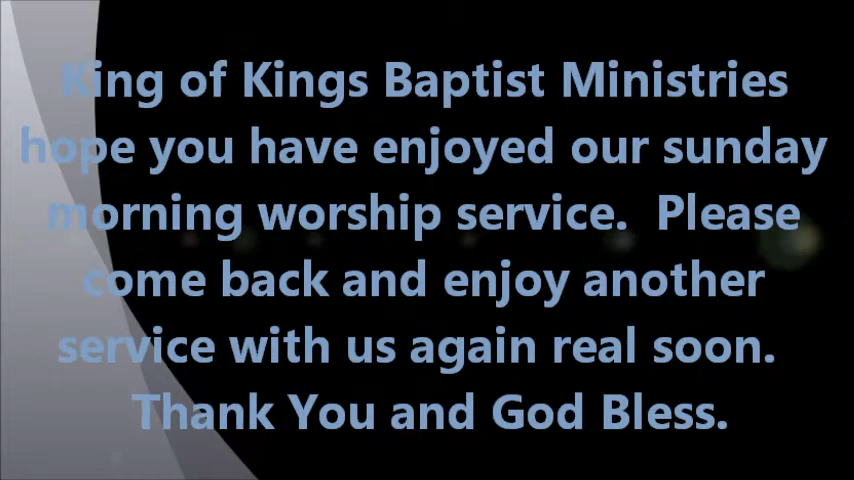 King of Kings Baptist Ministries
hope you have enjoyed our sunday
morning worship service.  Please
come back and enjoy another
service with us again real soon.
Thank You and God Bless.